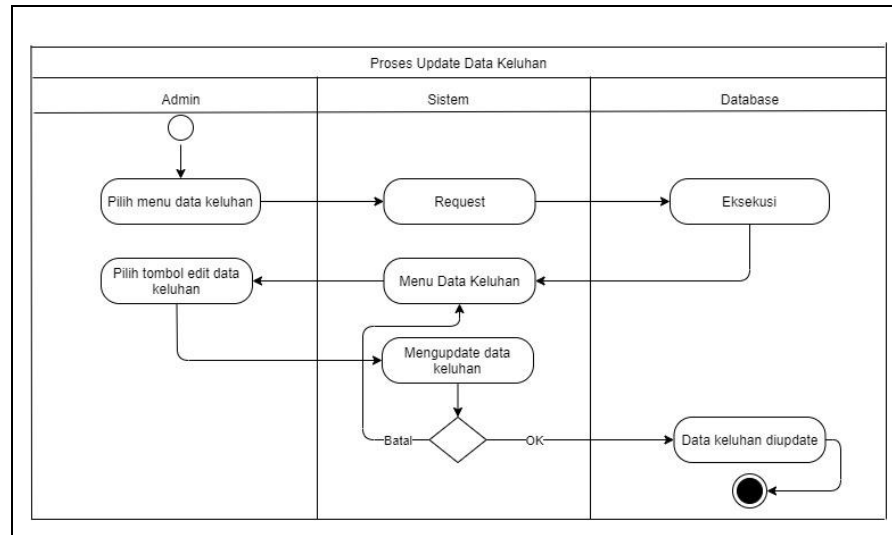 Proses Update Data Keluhan
Admin
Sistem
Database
Pilih menu data keluhan
Request
Eksekusi
Pilih tombol edit data
keluhan
Menu Data Keluhan
Mengupdate data
keluhan
Batal
OK
Data keluhan diupdate